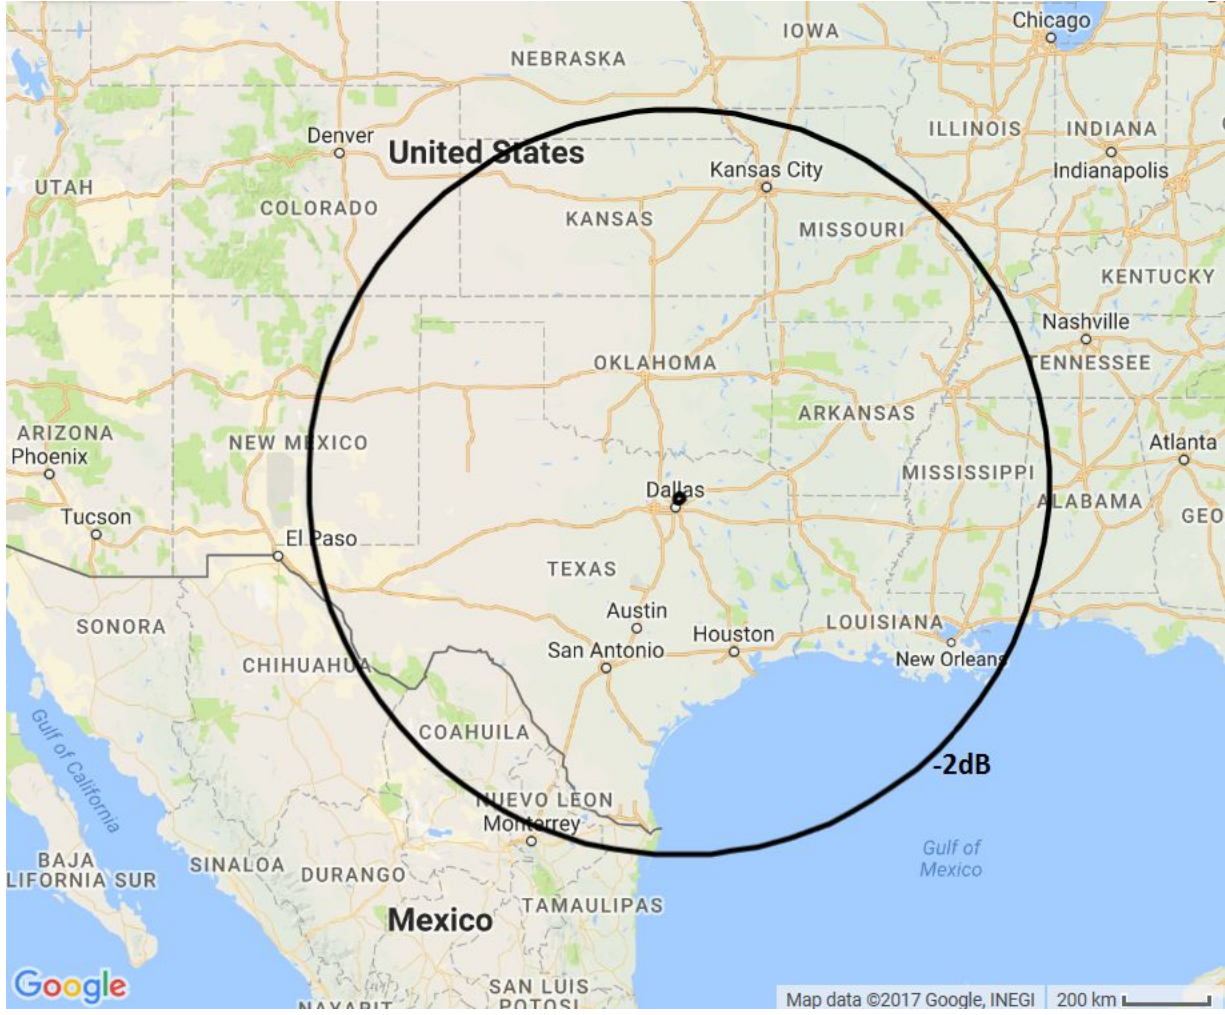 Chicago
IOWA
NEBRASKA
Denver
United States
ILLINOIS
INDIANA
Kansas City
Indianapolis
UTAH
COLORADO
KANSAS
MISSOURI
KENTUCKY
Nashville
OKLAHOMA
TENNESSEE
ARKANSAS
ARIZONA
NEW MEXICO
Phoenix
Atlanta
MISSISSIPPI
Dallas
ALABAMA
Tucson
GEO
El Paso
TEXAS
Austin
SONORA
Houston
LOUISIANA
San Antonio
New Orleans
CHIHUAHUA
COAHUILA
Gulf of California
-2dB
NUEVO LEON
Monterrey
Gulf of
Mexico
BAJA
LIFORNIA SUR
SINALOA
DURANGO
TAMAULIPAS
Mexico
Google
SAN LUIS
POTOSI
NAYARIT
Map data ©2017 Google, INEGI
200 km